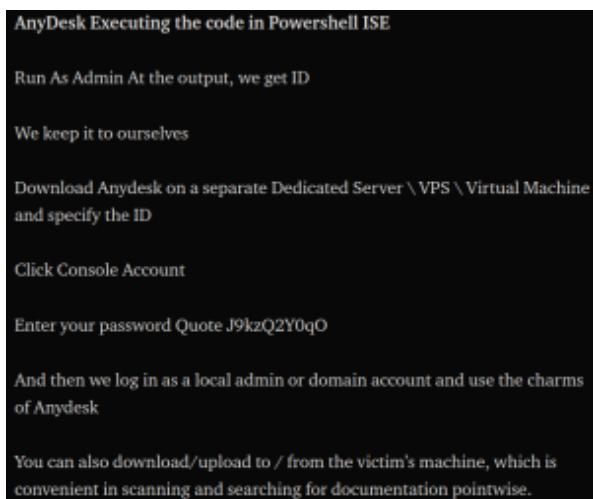 AnyDesk Executing the code in Powershell ISE
Run As Admin At the output, we get ID
We keep it to ourselves
Download Anydesk on a separate Dedicated Server \ VPS \ Virtual Machine
and specify the ID
Click Console Account
Enter your password Quote J9kzQ2Y0qO
And then we log in as a local admin or domain account and use the charms
of Anydesk
You can also download/upload to / from the victim's machine, which is
convenient in scanning and searching for documentation pointwise.